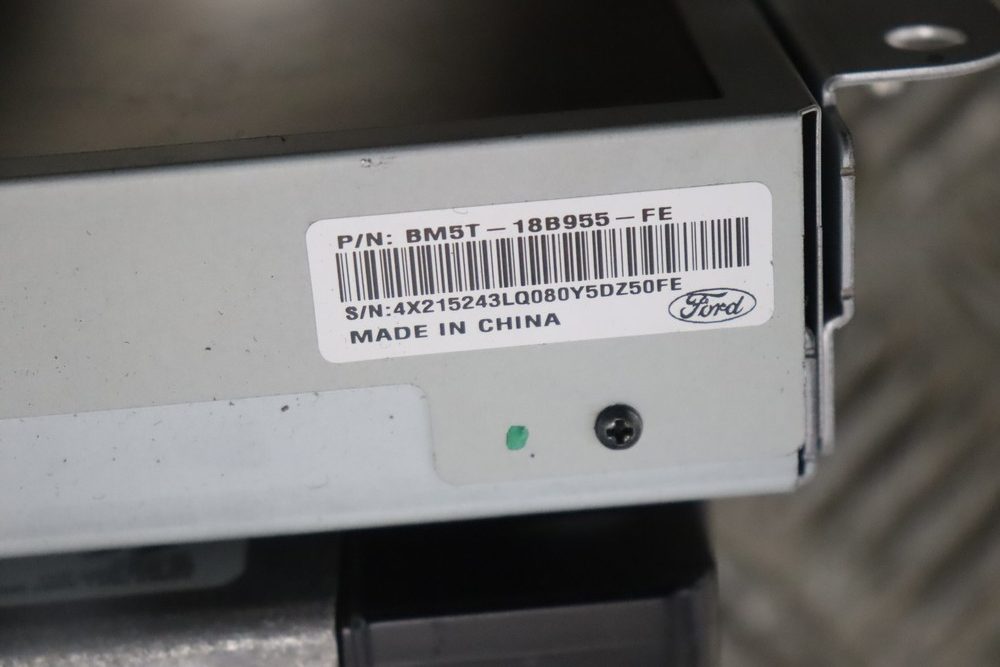 P/N: BM5T-18B955-FE
S/N:4X215243LQ080Y5DZ50FE
Ford
MADE IN CHINA